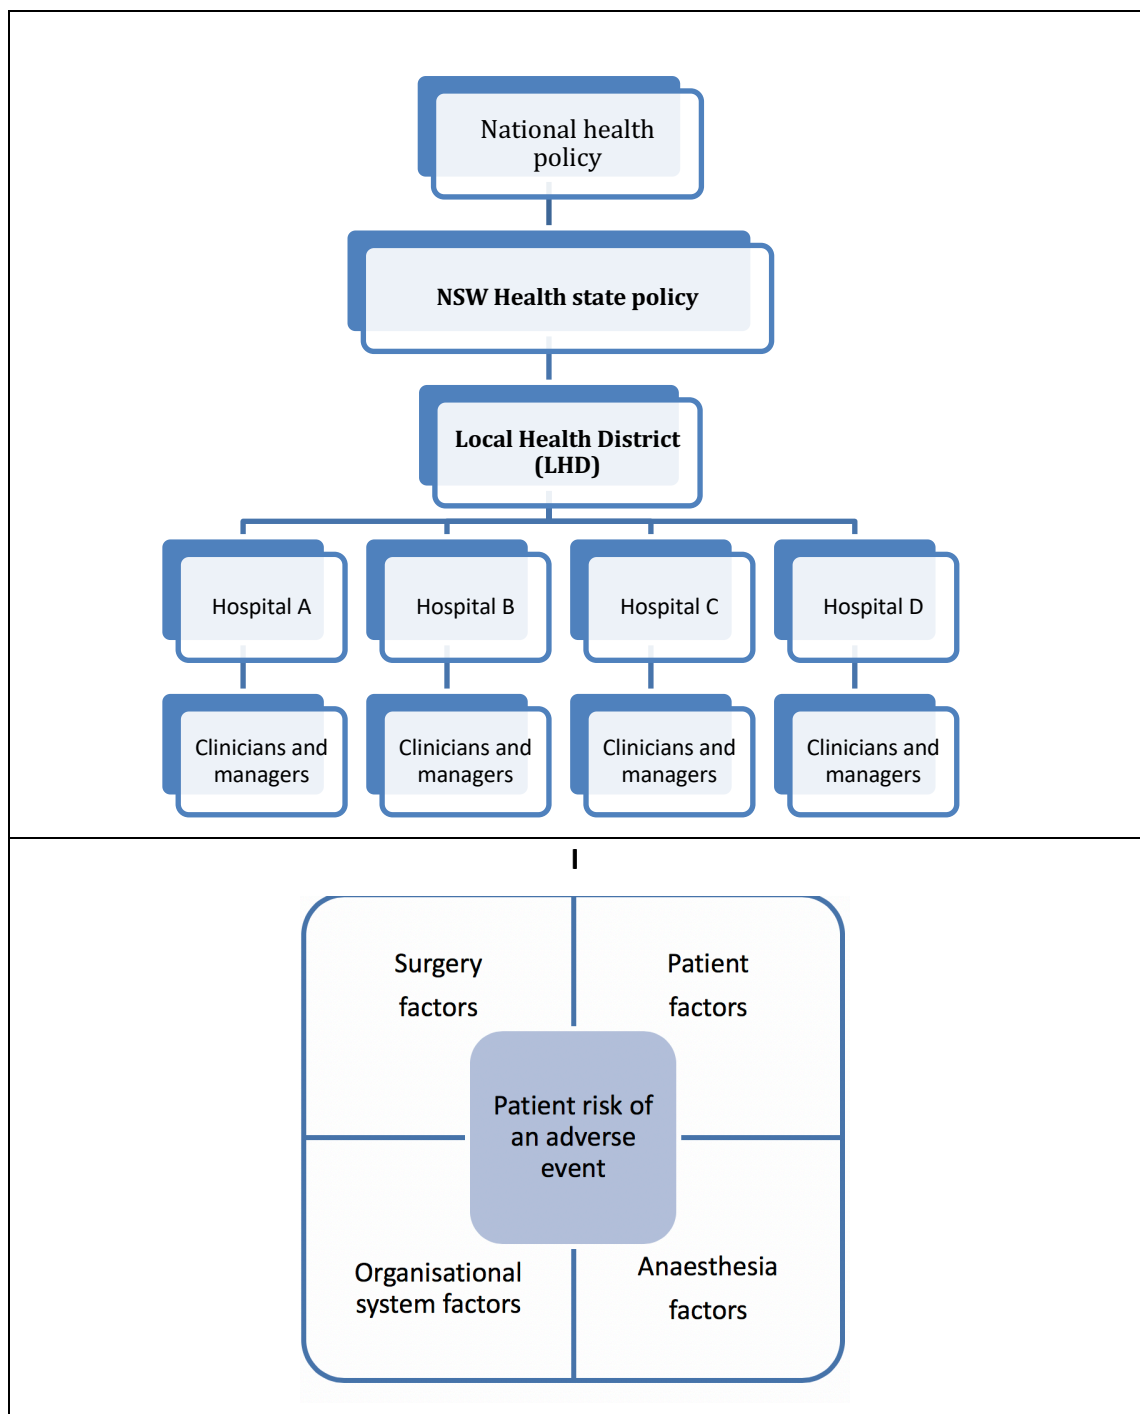 National health
policy
NSW Health state policy
Local Health District
(LHD)
Hospital A
Hospital B
Hospital C
Hospital D
Clinicians and
managers
Clinicians and
managers
Clinicians and
managers
Clinicians and
managers
I
Surgery
factors
Patient
factors
Patient risk of
an adverse
event
Organisational
system factors
Anaesthesia
factors